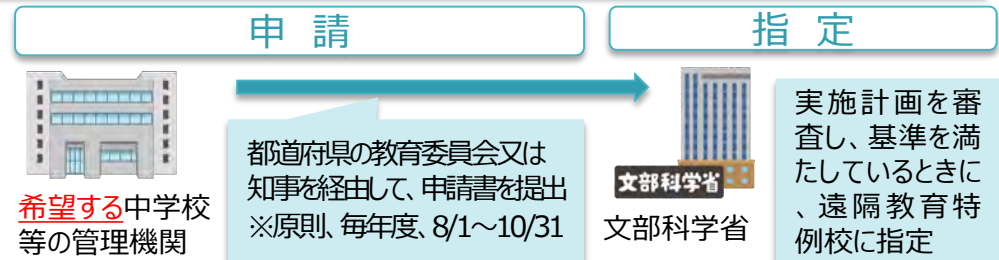 申 請
指 定
都道府県の教育委員会又は
知事を経由して、申請書を提出
※原則、毎年度、8/1～10/31
希望する中学校
等の管理機関
文部科学省
文部科学省
実施計画を審
査し、基準を満
たしているときに
、遠隔教育特
例校に指定